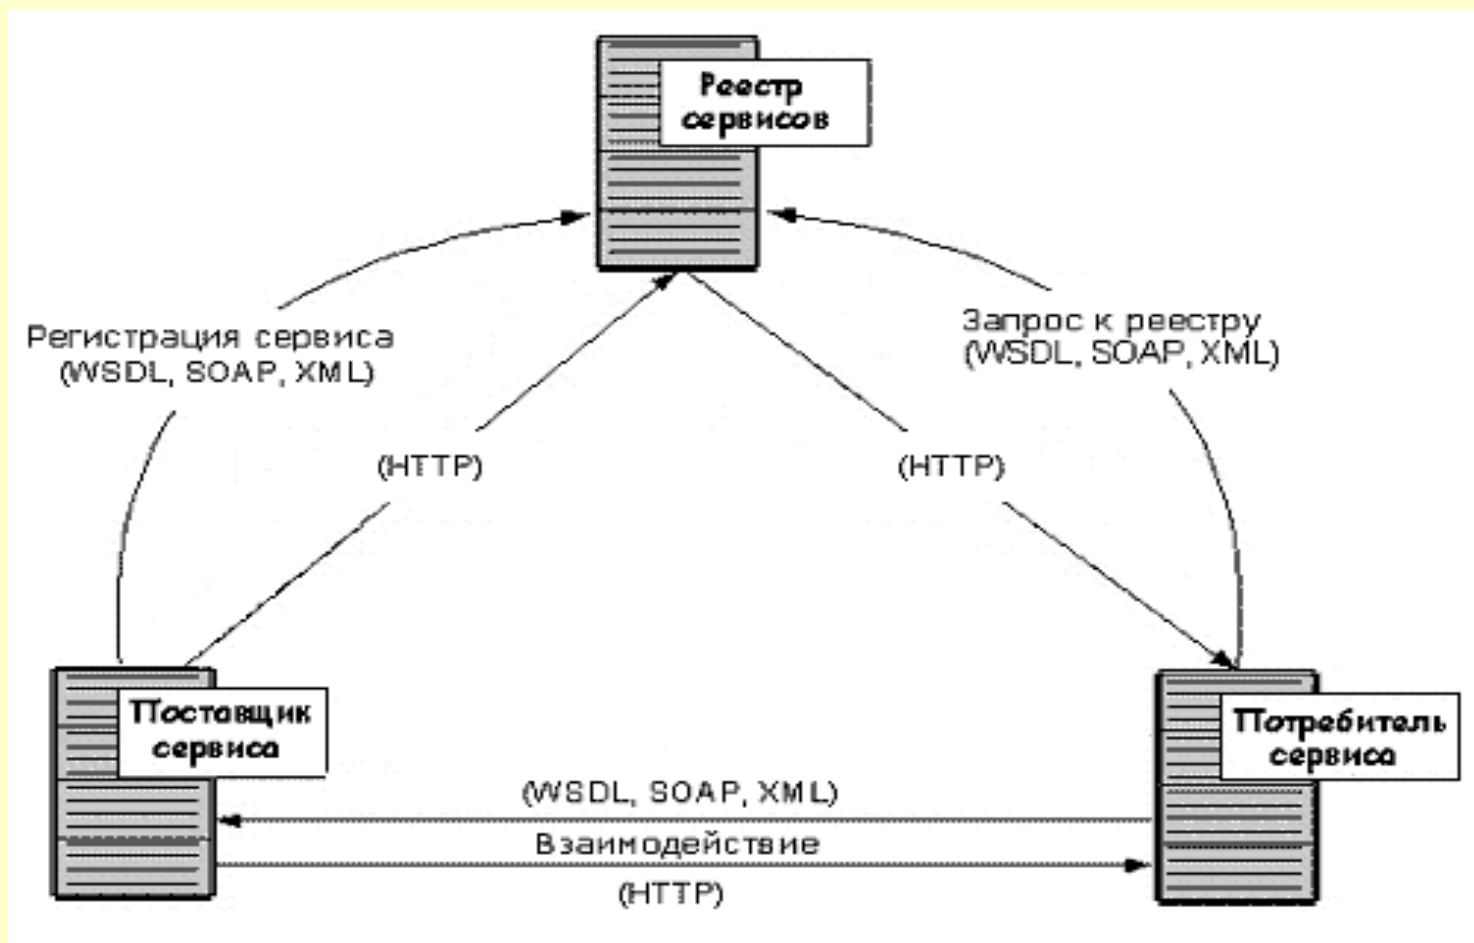 Реестр
сервисов
Регистрация сервиса
(WSDL, SOAP, XML)
Запрос к реестру
(WSDL, SOAP, XML)
(HTTP)
(HTTP)
Поставщик
сервиса
Потребитель
сервиса
(WSDL, SOAP, XML)
Взаимодействие
(HTTP)